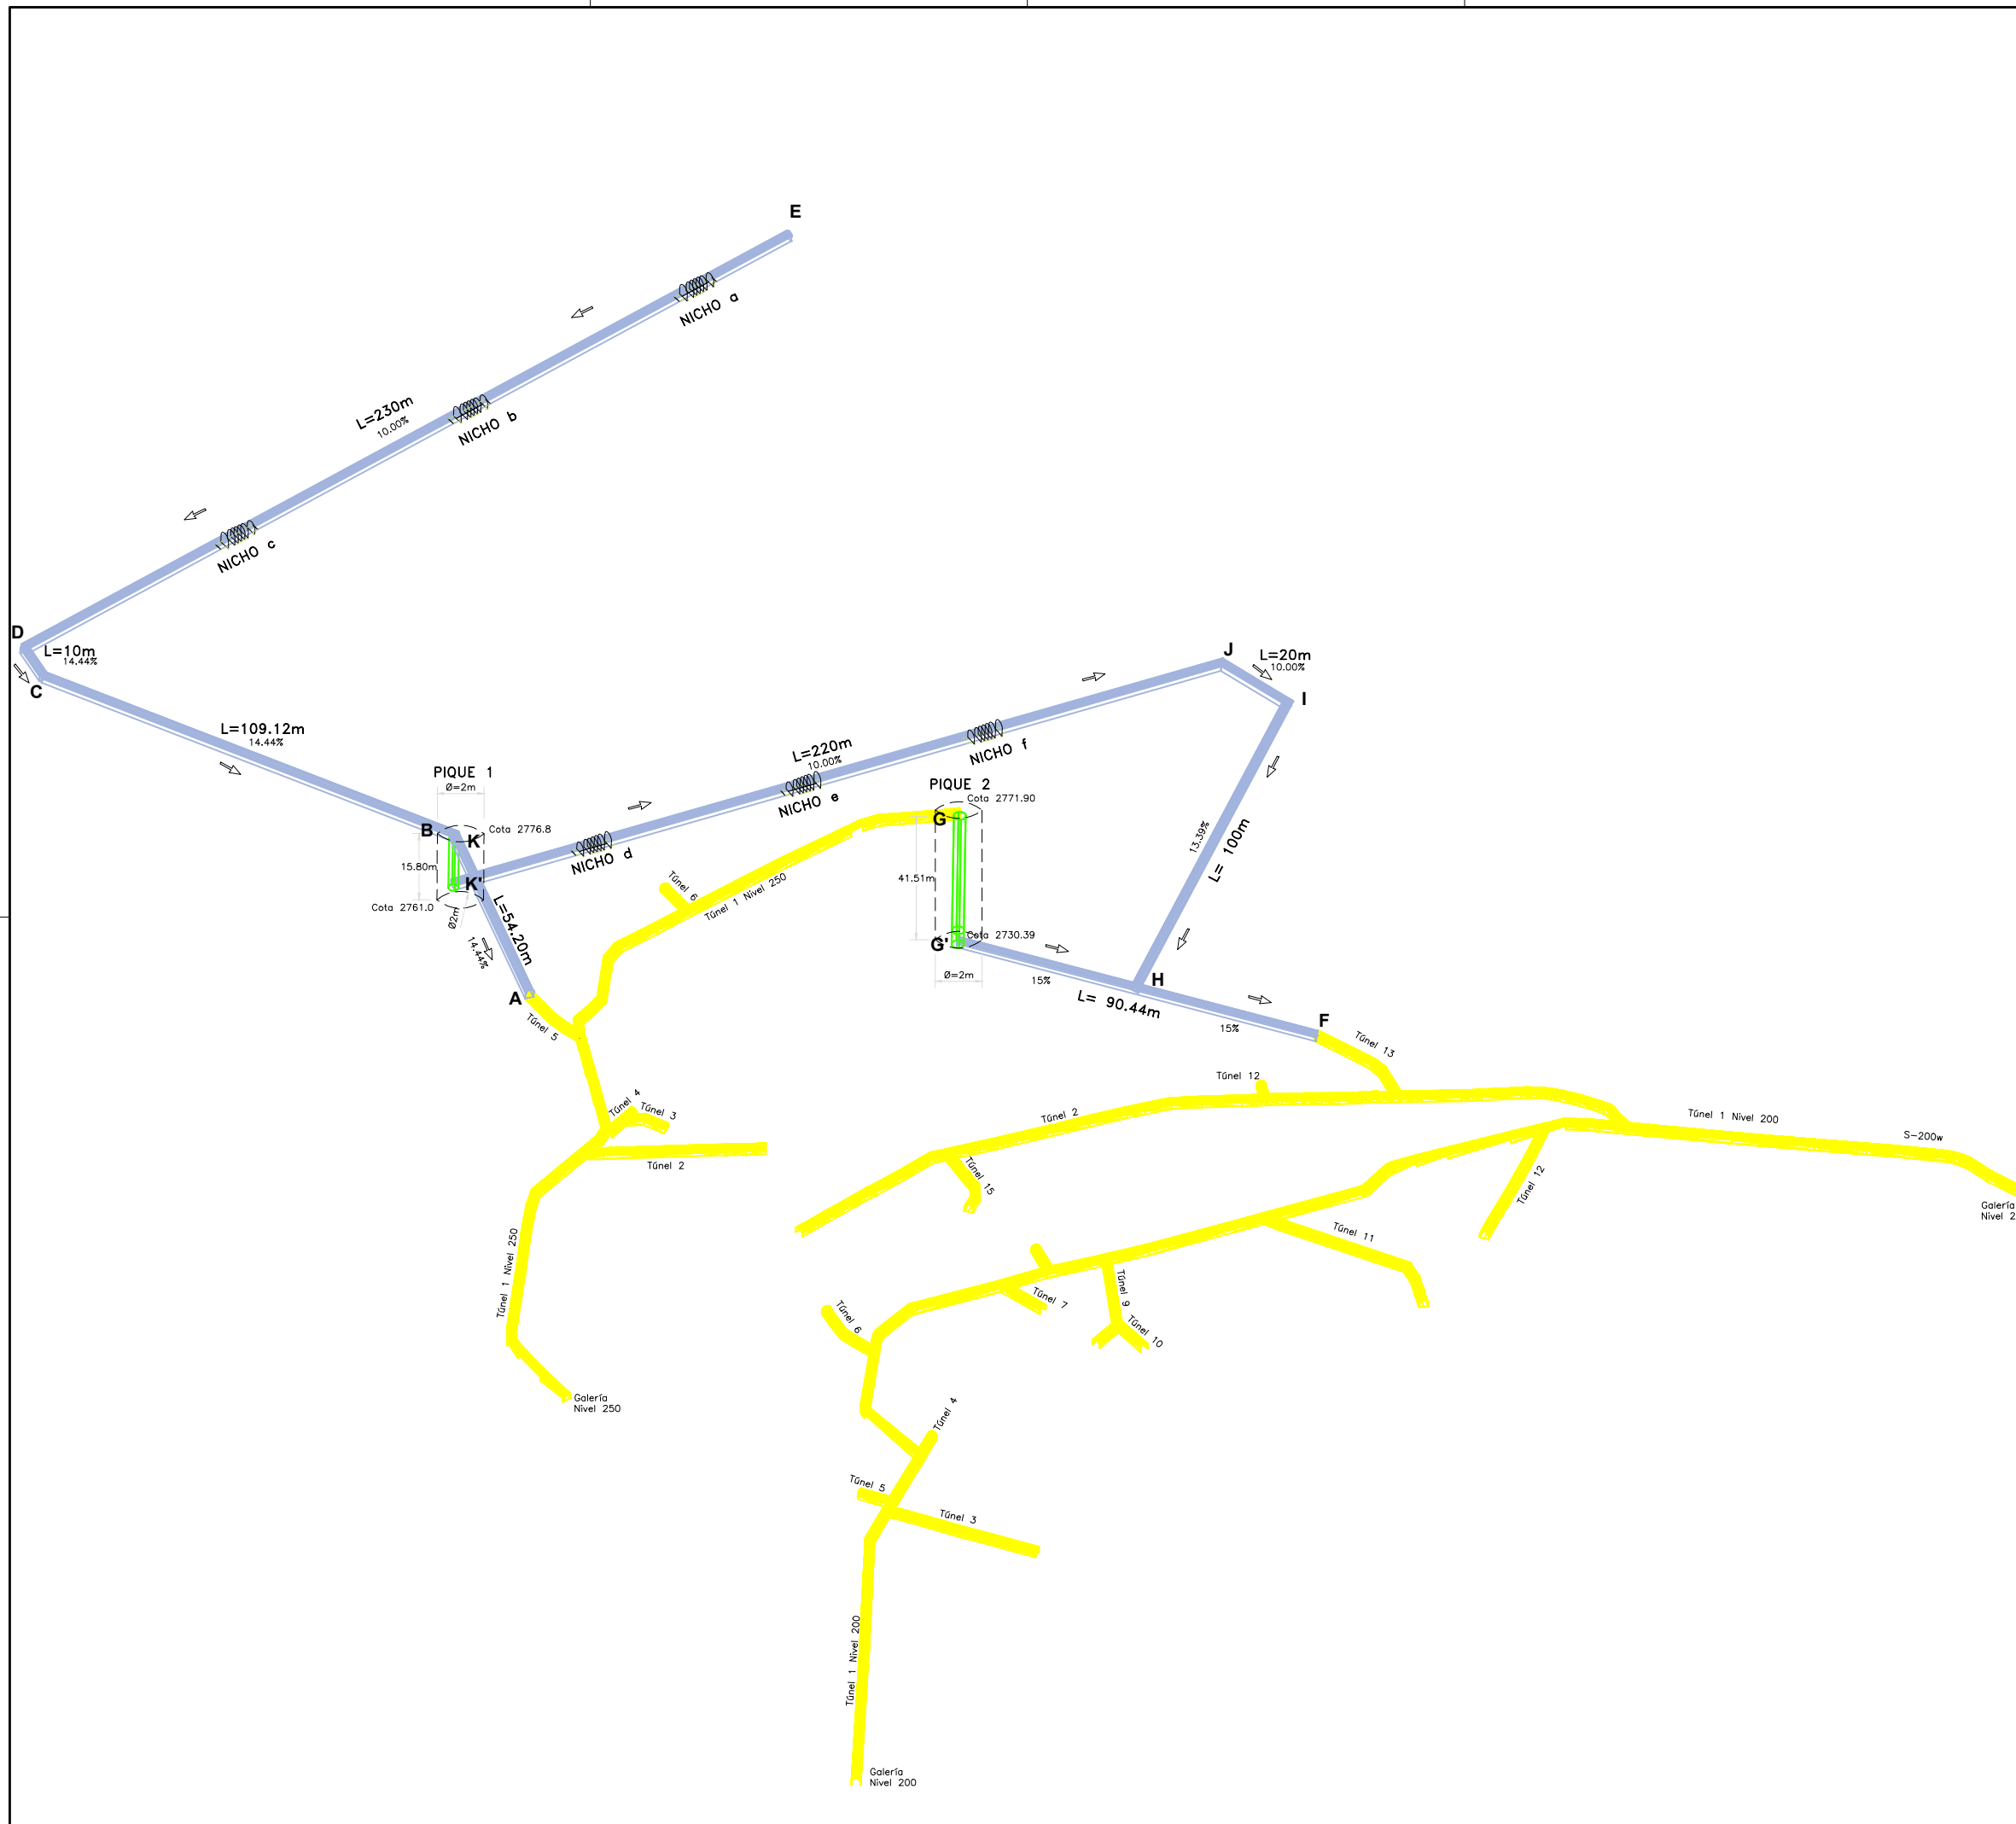 E
NICHO a
L=230m
10.00%
NICHO b
NICHO c
D
L=10m
14.44%
C
L=109.12m
14.44%
J
L=20m
10.00%
I
L=220m
10.00%
NICHO f
NICHO e
NICHO d
PIQUE 1
Ø=2m
B
K
Cota 2776.8
15.80m
K'
Cota 2761.0
Ø2m
L=54.20m
14.44%
A
PIQUE 2
Cota 2771.90
G
41.51m
G'
Cota 2730.39
Ø=2m
13.39%
L= 100m
H
15%
L= 90.44m
15%
F
Túnel 13
Túnel 6
Túnel 1 Nivel 250
Túnel 5
Túnel 4
Túnel 3
Túnel 2
Túnel 1 Nivel 250
Galería
Nivel 250
Túnel 12
Túnel 2
Túnel 15
Túnel 1 Nivel 200
S-200w
Galería
Nivel 2
Túnel 12
Túnel 11
Túnel 9
Túnel 10
Túnel 7
Túnel 6
Túnel 4
Túnel 5
Túnel 3
Túnel 1 Nivel 200
Galería
Nivel 200